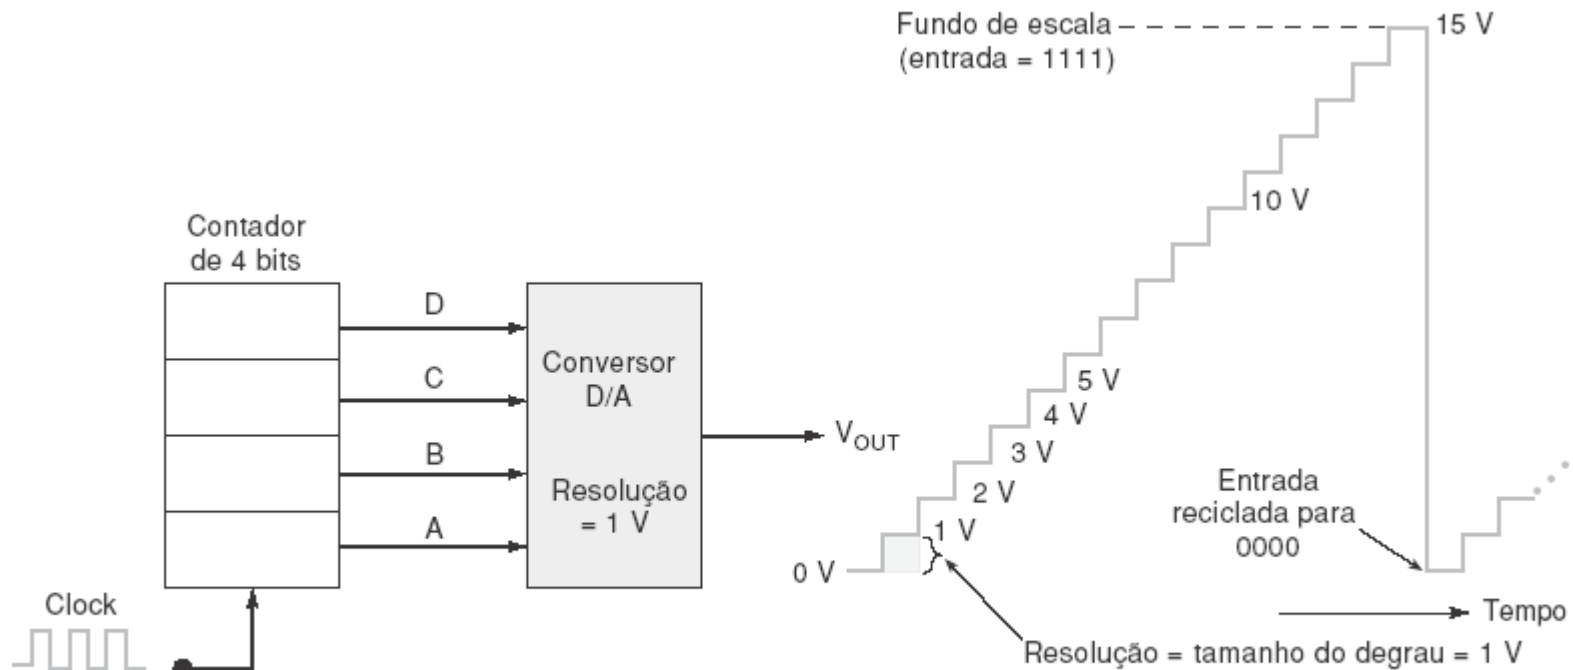 Fundo de escala
(entrada = 1111)
15 V
10 V
Contador
de 4 bits
D
C
B
A
Conversor
D/A
Resolução
= 1 V
V_OUT
5 V
4 V
3 V
2 V
1 V
0 V
Entrada
reciclada para
0000
Clock
Tempo
Resolução = tamanho do degrau = 1 V